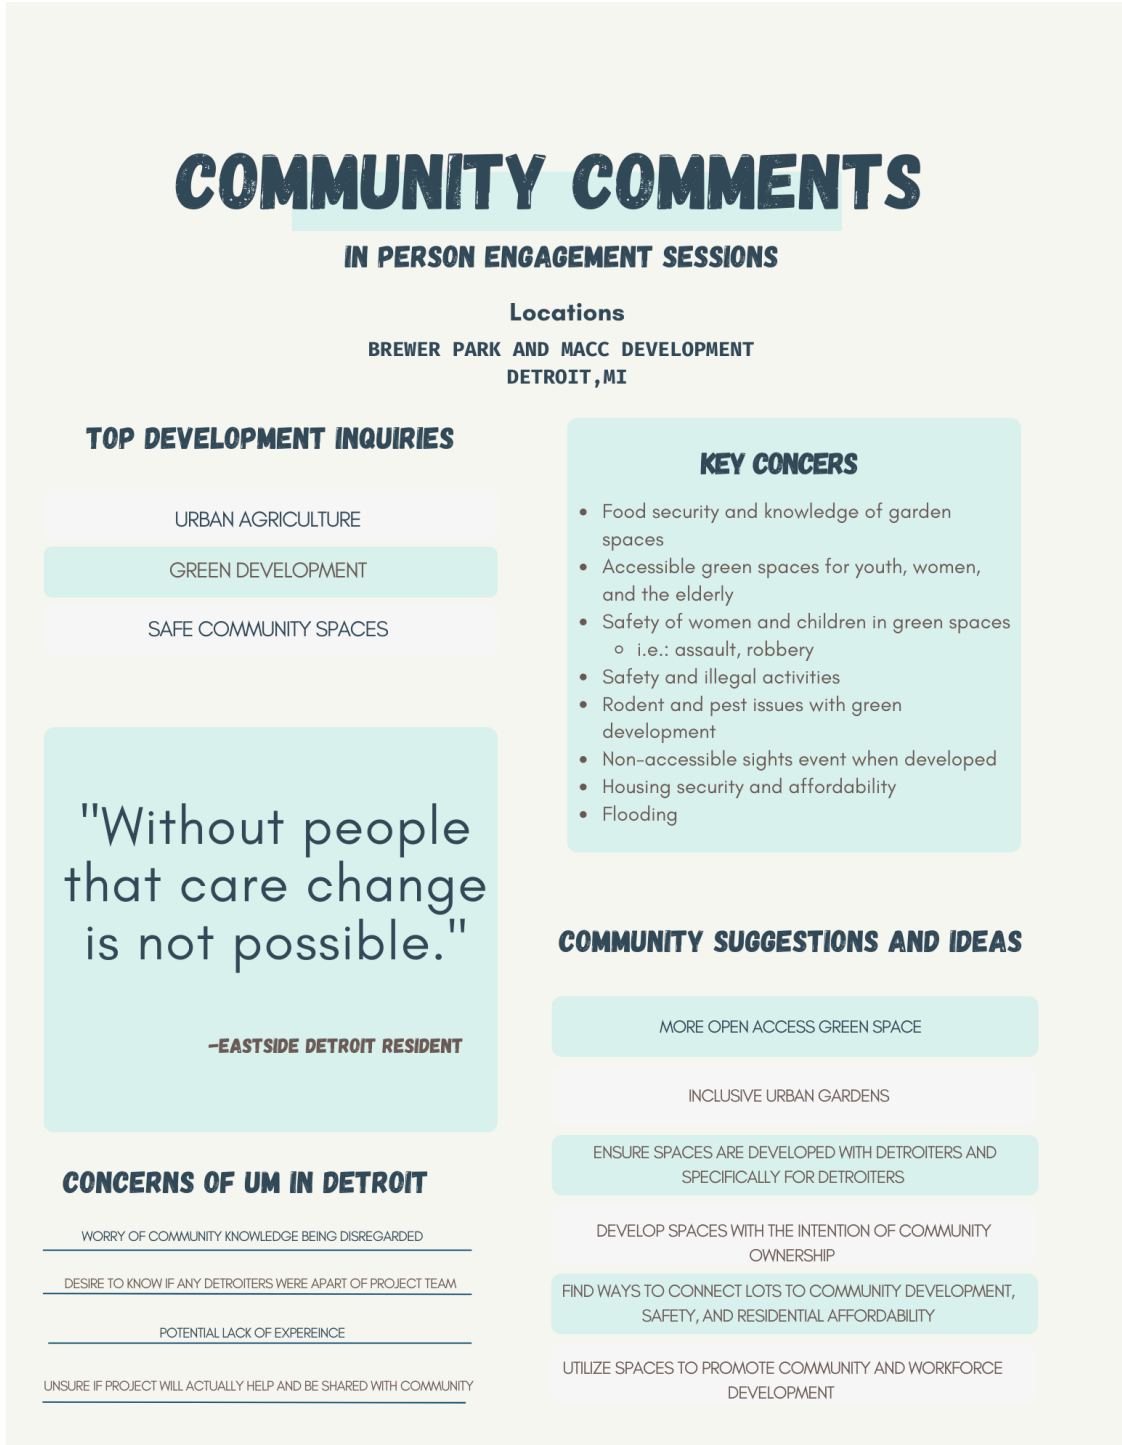 COMMUNITY COMMENTS
IN PERSON ENGAGEMENT SESSIONS
Locations
BREWER PARK AND MACC DEVELOPMENT
DETROIT,MI
TOP DEVELOPMENT INQUIRIES
URBAN AGRICULTURE
GREEN DEVELOPMENT
SAFE COMMUNITY SPACES
"Without people
that care change
is not possible."
-EASTSIDE DETROIT RESIDENT
CONCERNS OF UM IN DETROIT
WORRY OF COMMUNITY KNOWLEDGE BEING DISREGARDED
DESIRE TO KNOW IF ANY DETROITERS WERE APART OF PROJECT TEAM
POTENTIAL LACK OF EXPEREINCE
UNSURE IF PROJECT WILL ACTUALLY HELP AND BE SHARED WITH COMMUNITY
KEY CONCERS
• Food security and knowledge of garden
spaces
• Accessible green spaces for youth, women,
and the elderly
• Safety of women and children in green spaces
◦ i.e.: assault, robbery
• Safety and illegal activities
• Rodent and pest issues with green
development
• Non-accessible sights event when developed
• Housing security and affordability
• Flooding
COMMUNITY SUGGESTIONS AND IDEAS
MORE OPEN ACCESS GREEN SPACE
INCLUSIVE URBAN GARDENS
ENSURE SPACES ARE DEVELOPED WITH DETROITERS AND
SPECIFICALLY FOR DETROITERS
DEVELOP SPACES WITH THE INTENTION OF COMMUNITY
OWNERSHIP
FIND WAYS TO CONNECT LOTS TO COMMUNITY DEVELOPMENT,
SAFETY, AND RESIDENTIAL AFFORDABILITY
UTILIZE SPACES TO PROMOTE COMMUNITY AND WORKFORCE
DEVELOPMENT